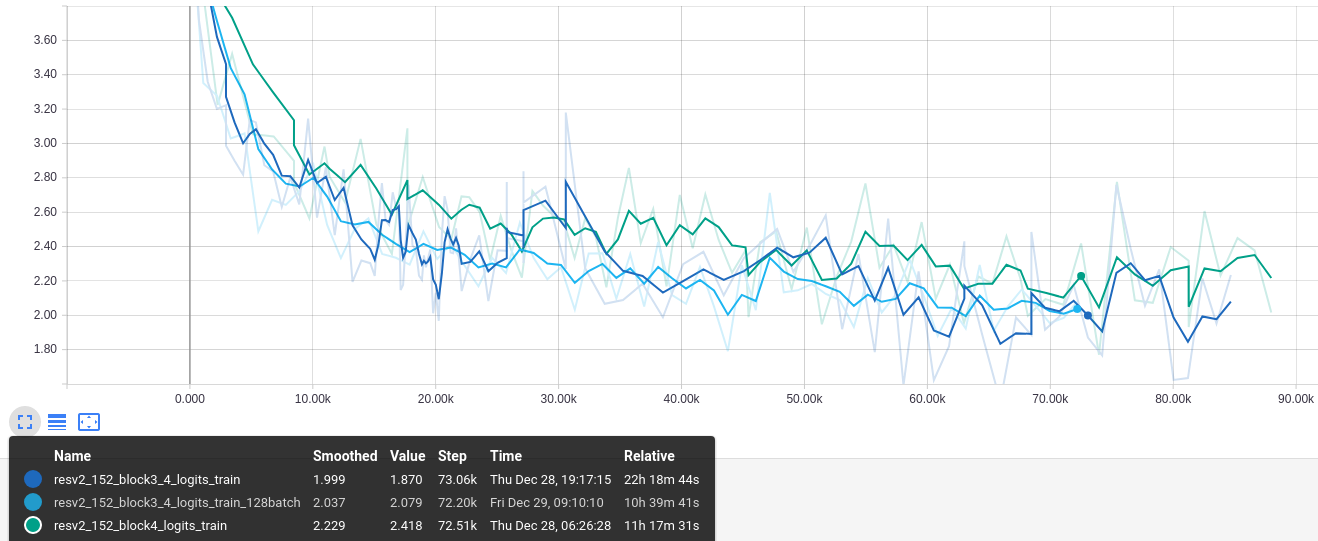 3.60
3.40
3.20
3.00
2.80
2.60
2.40
2.20
2.00
1.80
0.000 10.00k 20.00k 30.00k 40.00k 50.00k 60.00k 70.00k 80.00k 90.00k
Name Smoothed Value Step Time Relative
resv2_152_block3_4_logits_train 1.999 1.870 73.06k Thu Dec 28, 19:17:15 22h 18m 44s
resv2_152_block3_4_logits_train_128batch 2.037 2.079 72.20k Fri Dec 29, 09:10:10 10h 39m 41s
resv2_152_block4_logits_train 2.229 2.418 72.51k Thu Dec 28, 06:26:28 11h 17m 31s